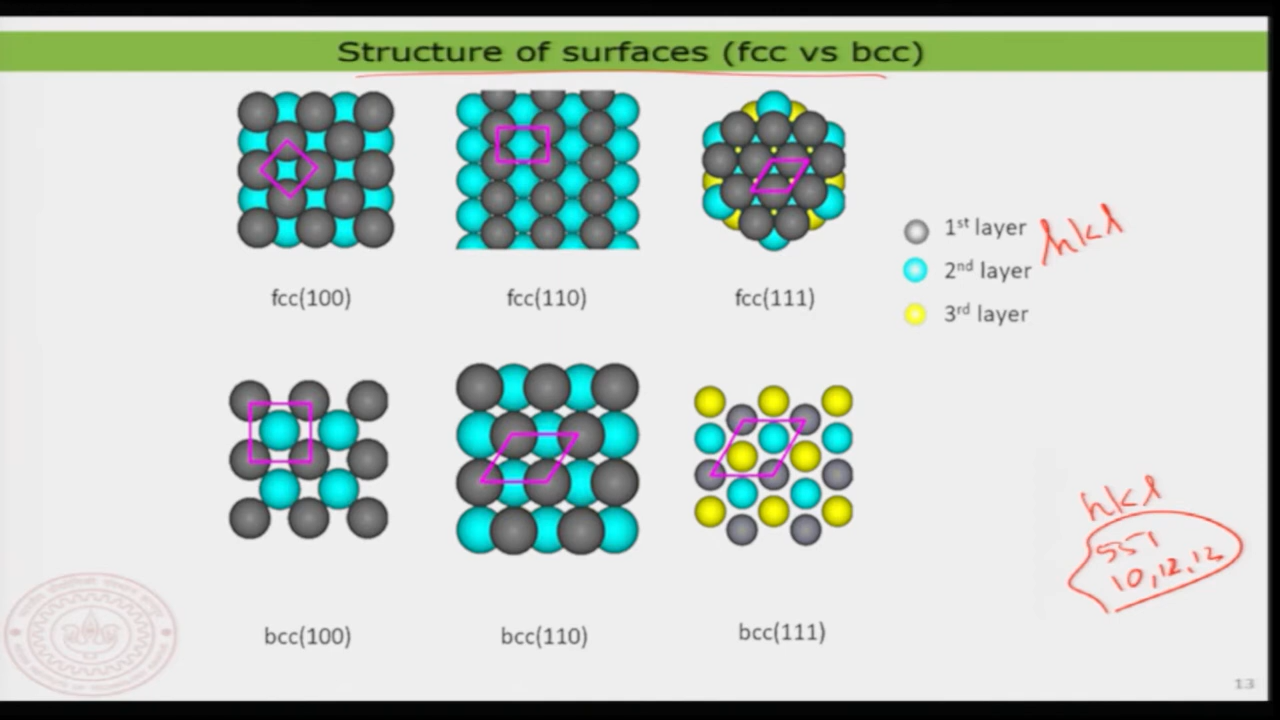 Structure of surfaces (fcc vs bcc)
fcc(100)
fcc(110)
fcc(111)
1st layer
hkl
2nd layer
3rd layer
bcc(100)
bcc(110)
bcc(111)
hkl
551
10,12,13
13